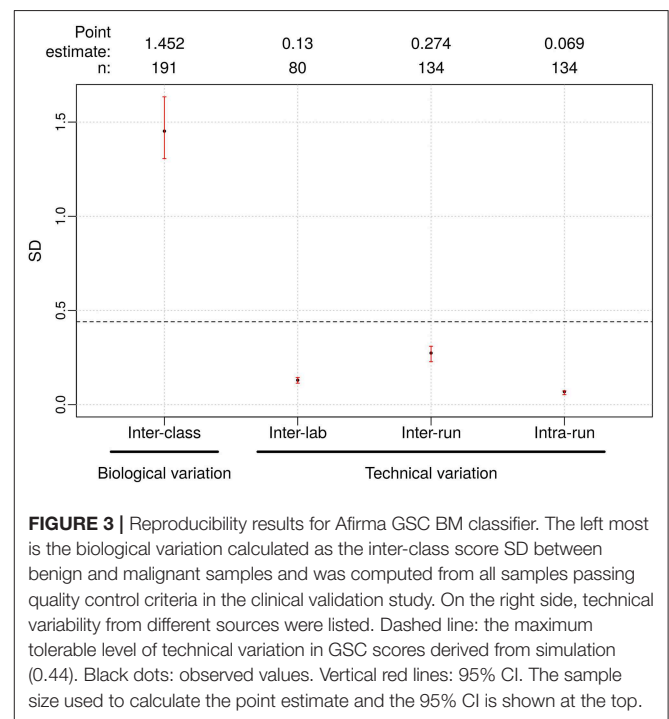 Point estimate: 1.452 0.13 0.274 0.069
n: 191 80 134 134
1.5
1.0
SD
0.5
0.0
Inter-class Inter-lab Inter-run Intra-run
Biological variation Technical variation
FIGURE 3 | Reproducibility results for Afirma GSC BM classifier. The left most
is the biological variation calculated as the inter-class score SD between
benign and malignant samples and was computed from all samples passing
quality control criteria in the clinical validation study. On the right side, technical
variability from different sources were listed. Dashed line: the maximum
tolerable level of technical variation in GSC scores derived from simulation
(0.44). Black dots: observed values. Vertical red lines: 95% CI. The sample
size used to calculate the point estimate and the 95% CI is shown at the top.